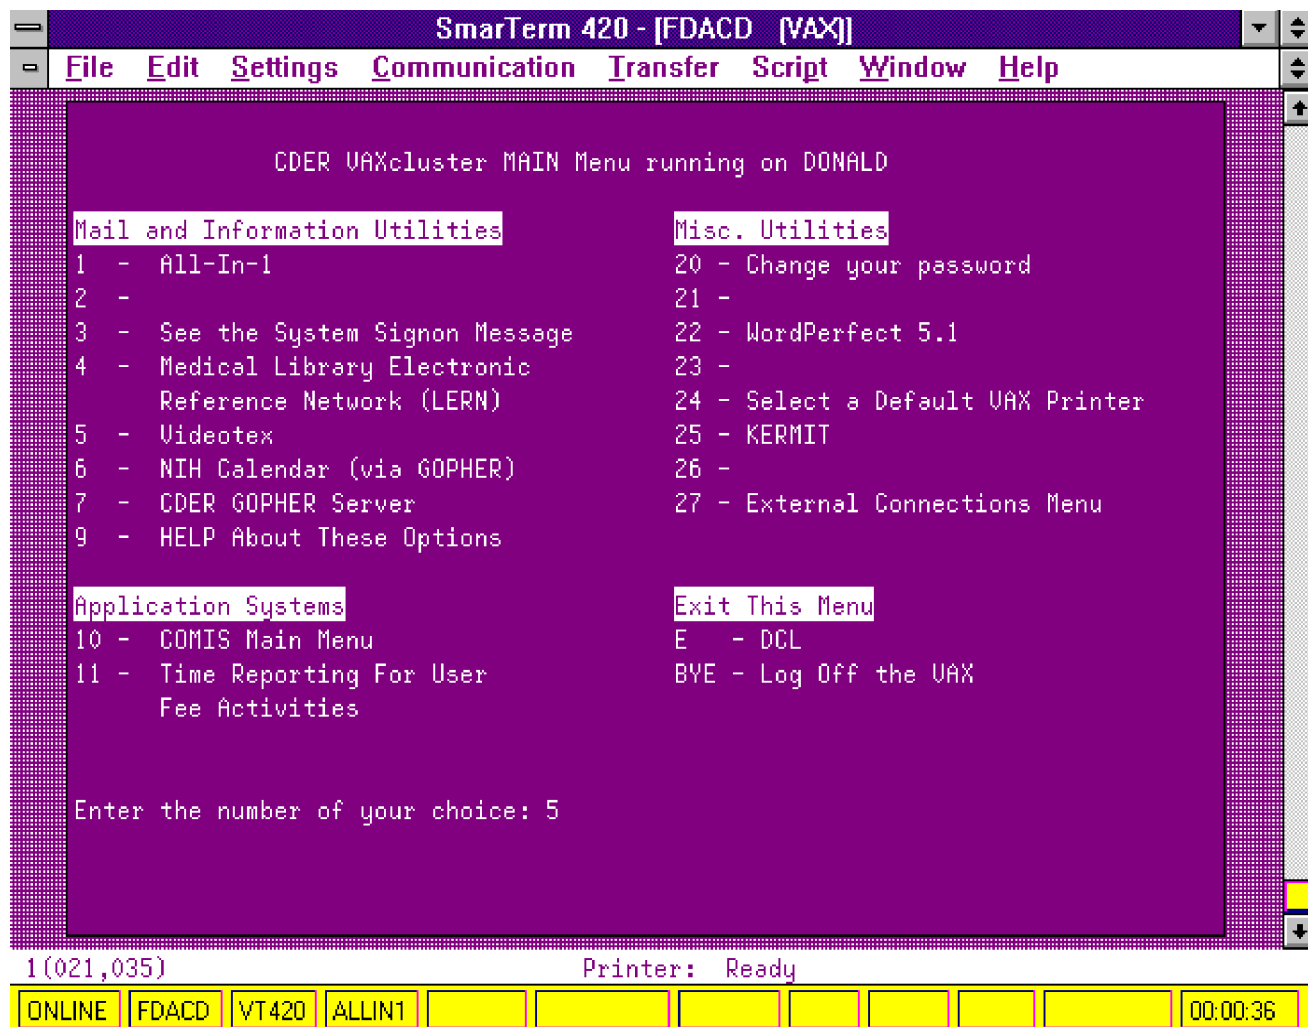 SmarTerm 420 - [FDACD (VAX)]
File Edit Settings Communication Transfer Script Window Help
CDER VAXcluster MAIN Menu running on DONALD
Mail and Information Utilities
1 - All-In-1
2 -
3 - See the System Signon Message
4 - Medical Library Electronic
Reference Network (LERN)
5 - Videotex
6 - NIH Calendar (via GOPHER)
7 - CDER GOPHER Server
9 - HELP About These Options
Misc. Utilities
20 - Change your password
21 -
22 - WordPerfect 5.1
23 -
24 - Select a Default VAX Printer
25 - KERMIT
26 -
27 - External Connections Menu
Application Systems
10 - COMIS Main Menu
11 - Time Reporting For User
Fee Activities
Exit This Menu
E - DCL
BYE - Log Off the VAX
Enter the number of your choice: 5
1(021,035) Printer: Ready
ONLINE FDACD VT420 ALLIN1 00:00:36